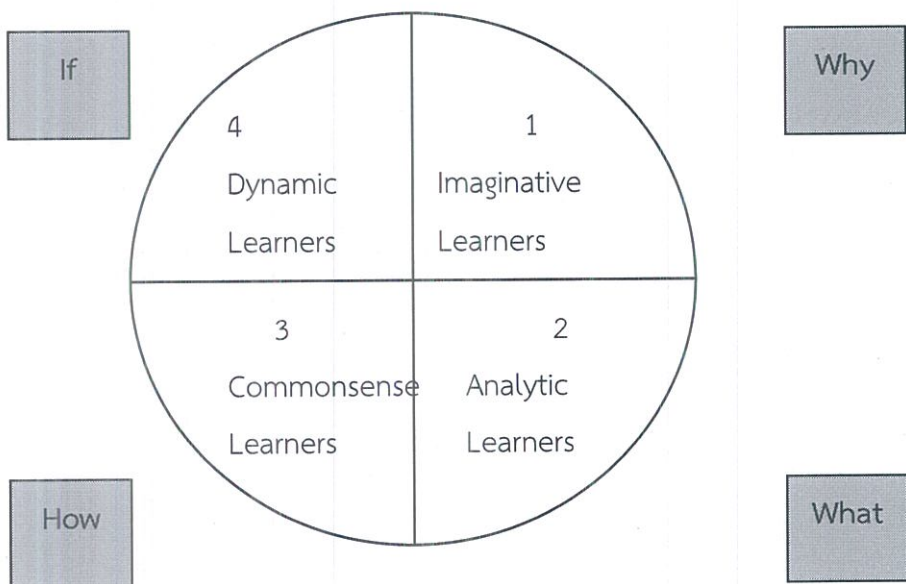 If
Why
4
Dynamic
Learners
1
Imaginative
Learners
3
Commonsense
Learners
2
Analytic
Learners
How
What